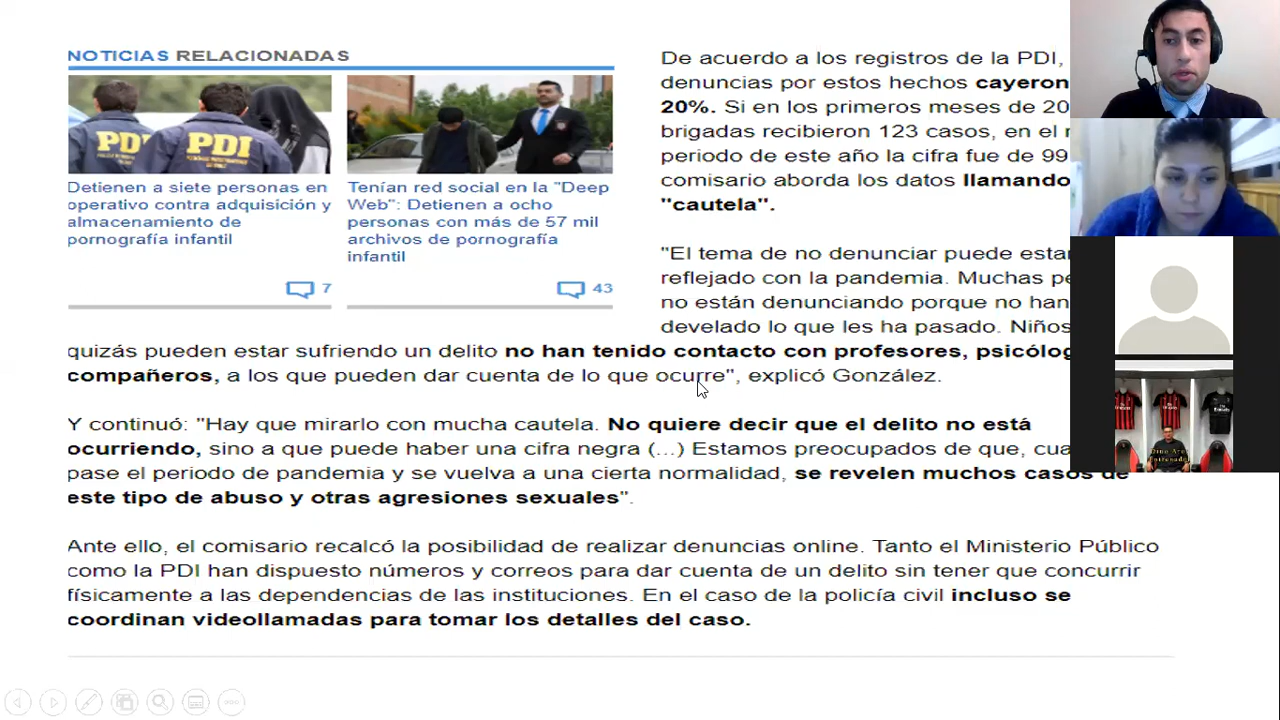 NOTICIAS RELACIONADAS
PDI
PDI
Detienen a siete personas en
operativo contra adquisición y
almacenamiento de
pornografía infantil
7
Tenían red social en la "Deep
Web": Detienen a ocho
personas con más de 57 mil
archivos de pornografía
infantil
43
De acuerdo a los registros de la PDI,
denuncias por estos hechos cayeron
20%. Si en los primeros meses de 20
brigadas recibieron 123 casos, en el
periodo de este año la cifra fue de 99
comisario aborda los datos llamando
"cautela".
"El tema de no denunciar puede
reflejado con la pandemia. Muchas
no están denunciando porque no han
develado lo que les ha pasado. Niños
quizás pueden estar sufriendo un delito no han tenido contacto con profesores,
compañeros, a los que pueden dar cuenta de lo que ocurre", explicó González.
Y continuó: "Hay que mirarlo con mucha cautela. No quiere decir que el delito no está
ocurriendo, sino a que puede haber una cifra negra (...) Estamos preocupados de que,
pase el periodo de pandemia y se vuelva a una cierta normalidad, se revelen muchos casos de
este tipo de abuso y otras agresiones sexuales".
Ante ello, el comisario recalcó la posibilidad de realizar denuncias online. Tanto el Ministerio Público
como la PDI han dispuesto números y correos para dar cuenta de un delito sin tener que concurrir
físicamente a las dependencias de las instituciones. En el caso de la policía civil incluso se
coordinan videollamadas para tomar los detalles del caso.